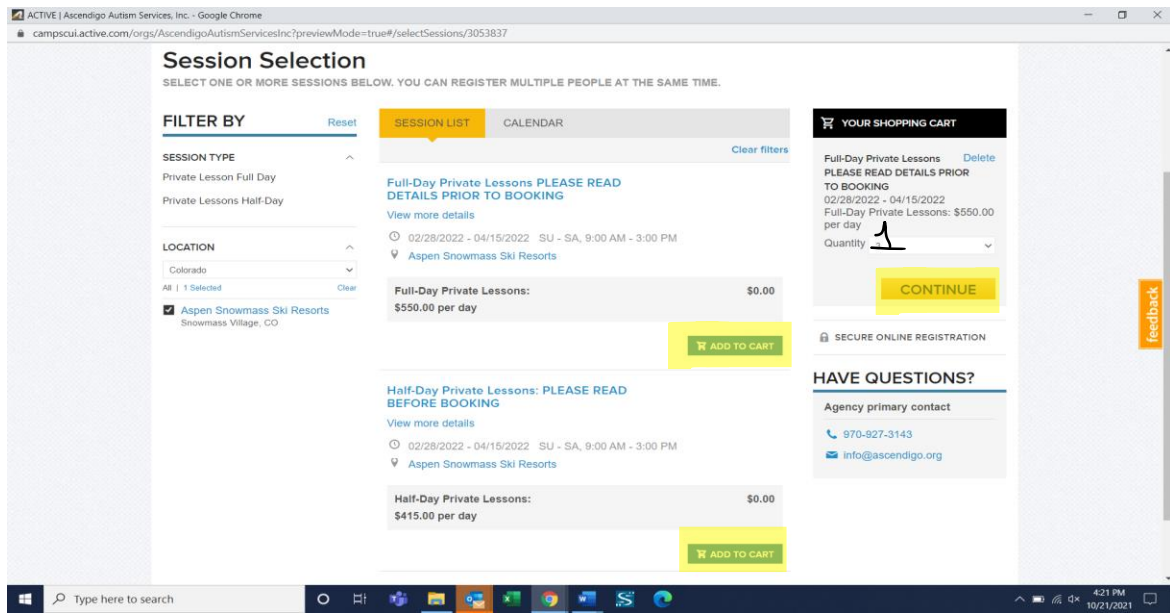 ACTIVE | Ascendigo Autism Services, Inc. - Google Chrome
campscui.active.com/orgs/AscendigoAutismServicesInc?previewMode=true#/selectSessions/3053837
Session Selection
SELECT ONE OR MORE SESSIONS BELOW. YOU CAN REGISTER MULTIPLE PEOPLE AT THE SAME TIME.
FILTER BY Reset
SESSION TYPE
Private Lesson Full Day
Private Lessons Half-Day
LOCATION
Colorado
All | 1 Selected Clear
Aspen Snowmass Ski Resorts
Snowmass Village, CO
SESSION LIST CALENDAR
Clear filters
Full-Day Private Lessons PLEASE READ
DETAILS PRIOR TO BOOKING
View more details
02/28/2022 - 04/15/2022 SU - SA, 9:00 AM - 3:00 PM
Aspen Snowmass Ski Resorts
Full-Day Private Lessons: $0.00
$550.00 per day
ADD TO CART
Half-Day Private Lessons: PLEASE READ
BEFORE BOOKING
View more details
02/28/2022 - 04/15/2022 SU - SA, 9:00 AM - 3:00 PM
Aspen Snowmass Ski Resorts
Half-Day Private Lessons: $0.00
$415.00 per day
ADD TO CART
YOUR SHOPPING CART
Full-Day Private Lessons Delete
PLEASE READ DETAILS PRIOR
TO BOOKING
02/28/2022 - 04/15/2022
Full-Day Private Lessons: $550.00
per day
Quantity 1
CONTINUE
SECURE ONLINE REGISTRATION
HAVE QUESTIONS?
Agency primary contact
970-927-3143
info@ascendigo.org
feedback
Type here to search
4:21 PM
10/21/2021